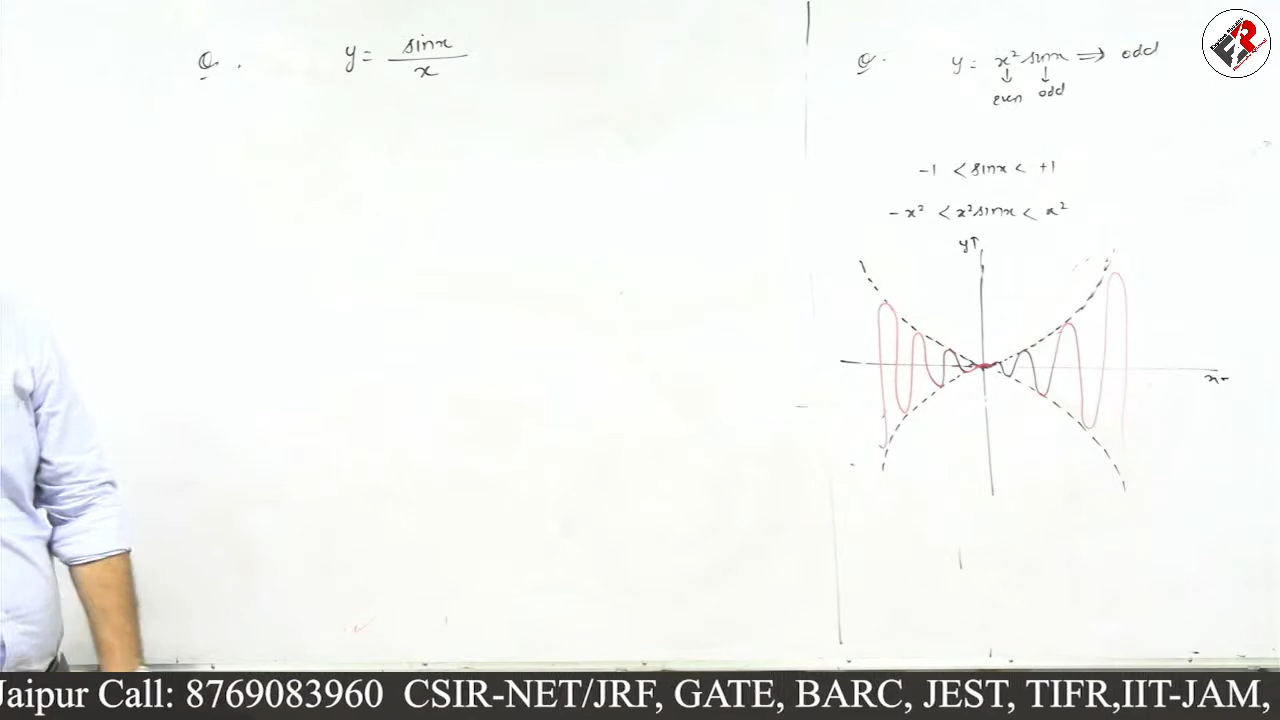 Q. y = sinx / x
Q. y = x² sinx ⇒ odd
↓ ↓
even odd
-1 < sinx < +1
-x² < x²sinx < x²
y↑
x→
Jaipur Call: 8769083960 CSIR-NET/JRF, GATE, BARC, JEST, TIFR,IIT-JAM,